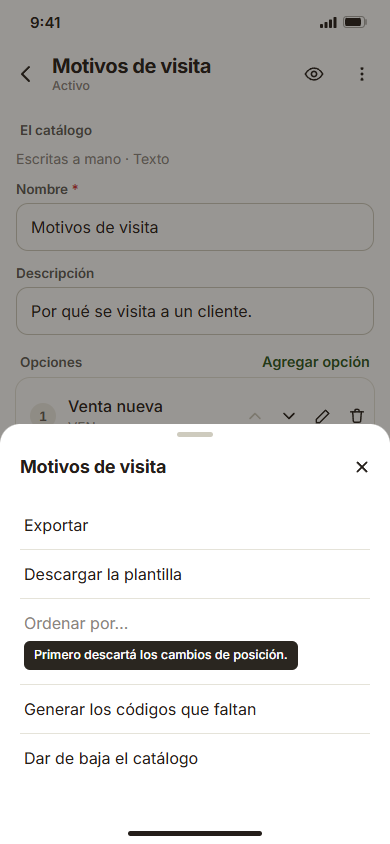 9:41
Motivos de visita
Activo
El catálogo
Escritas a mano · Texto
Nombre *
Motivos de visita
Descripción
Por qué se visita a un cliente.
Opciones
Agregar opción
1
Venta nueva
Motivos de visita
Exportar
Descargar la plantilla
Ordenar por...
Primero descartá los cambios de posición.
Generar los códigos que faltan
Dar de baja el catálogo